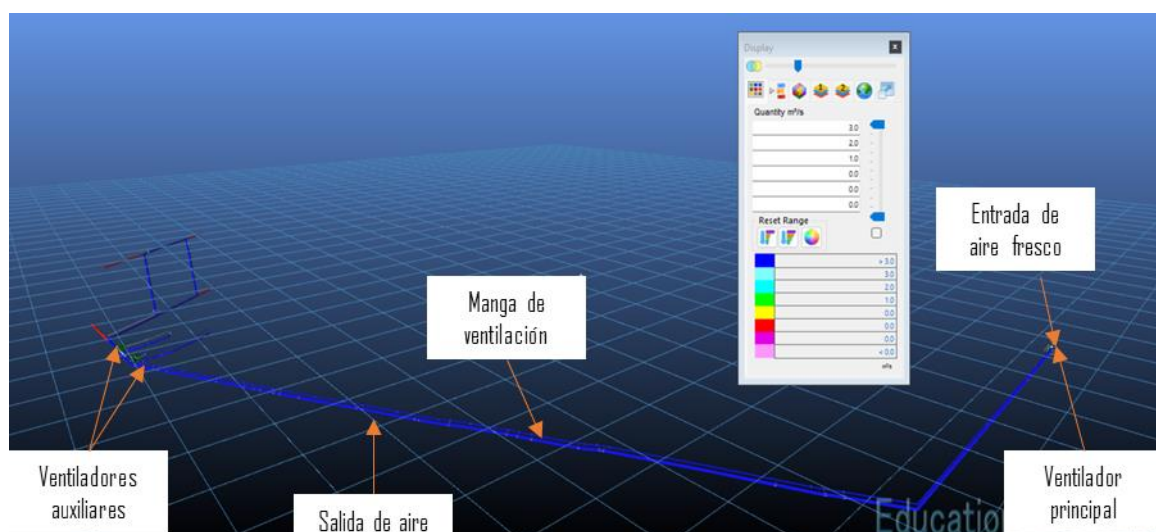 Display
x
Quantity m³/s
3.0
2.0
1.0
0.0
0.0
0.0
Reset Range
> 3.0
3.0
2.0
1.0
0.0
0.0
0.0
< 0.0
m³/s
Entrada de
aire fresco
Manga de
ventilación
Ventiladores
auxiliares
Salida de aire
Ventilador
principal
Educatio